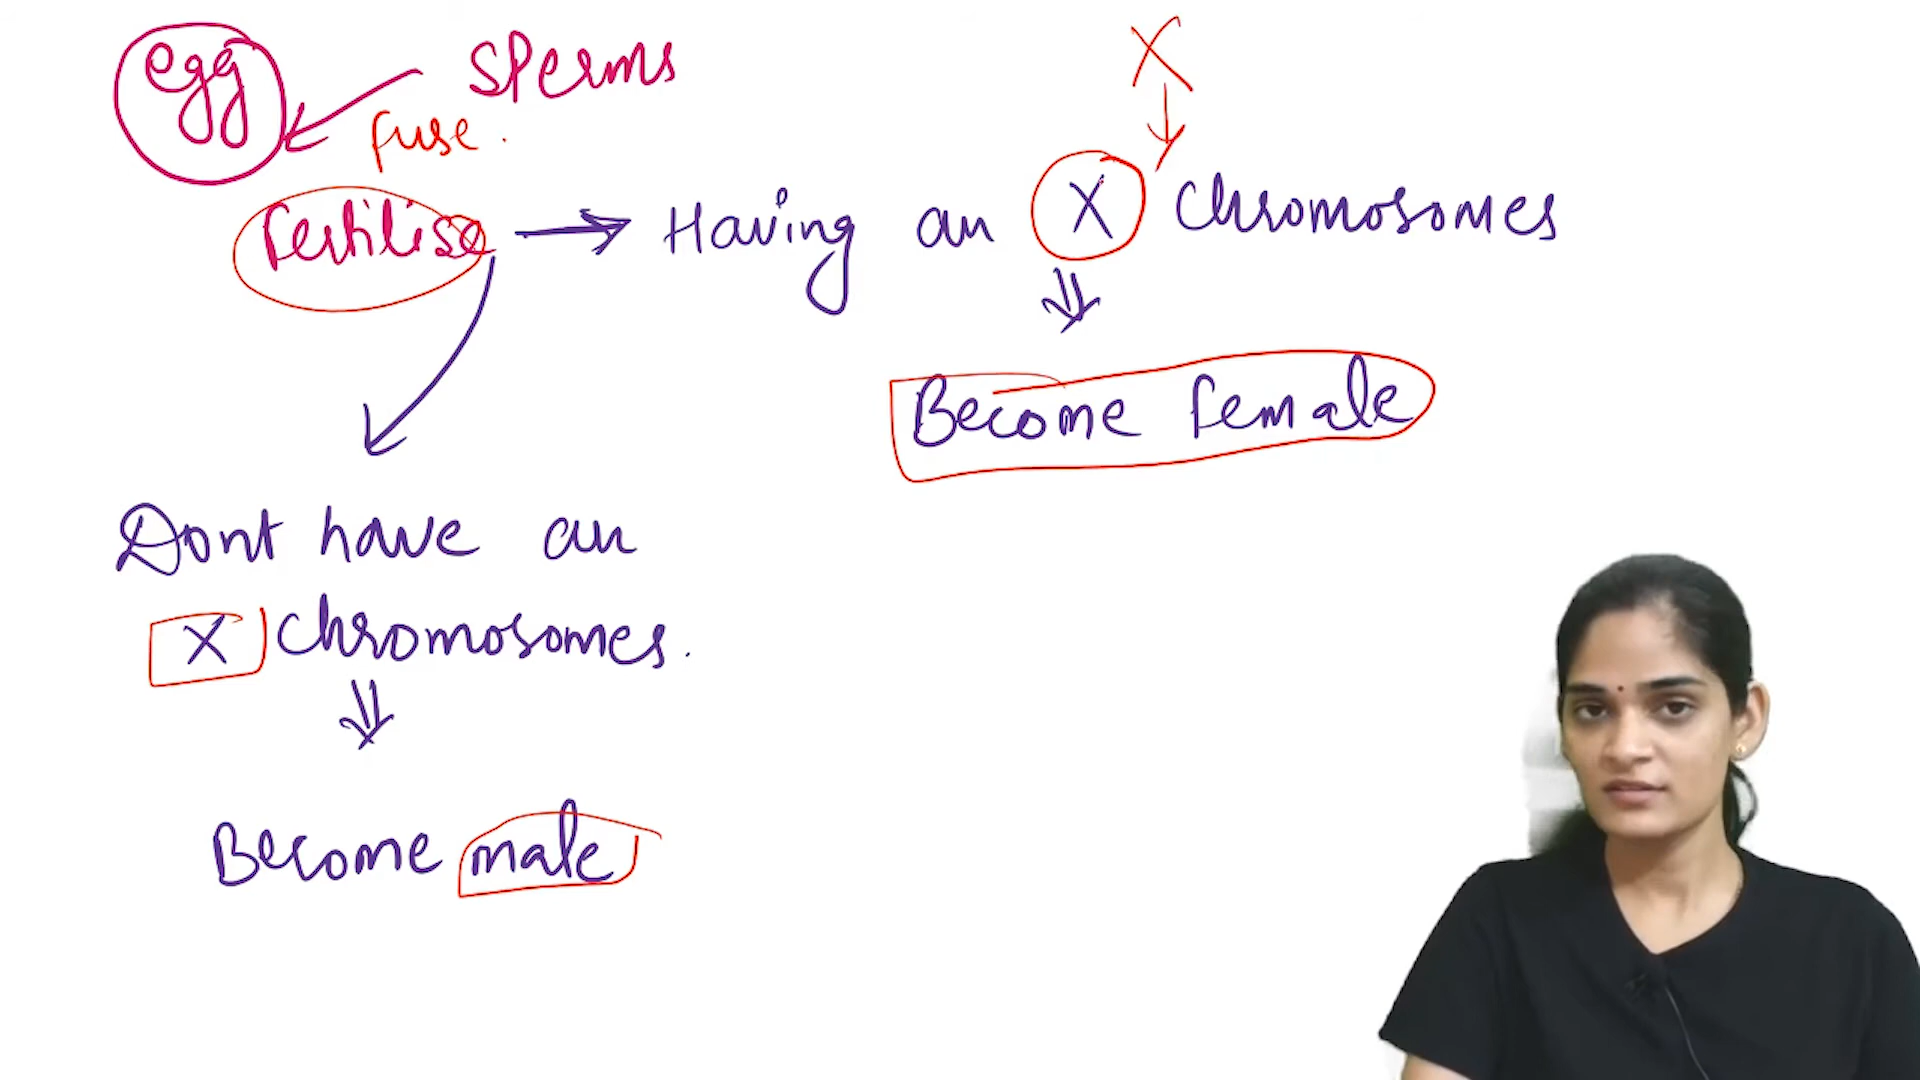 egg
Sperms
fuse.
X
fertilise → Having an X chromosomes
Become female
Dont have an
X chromosomes.
Become male